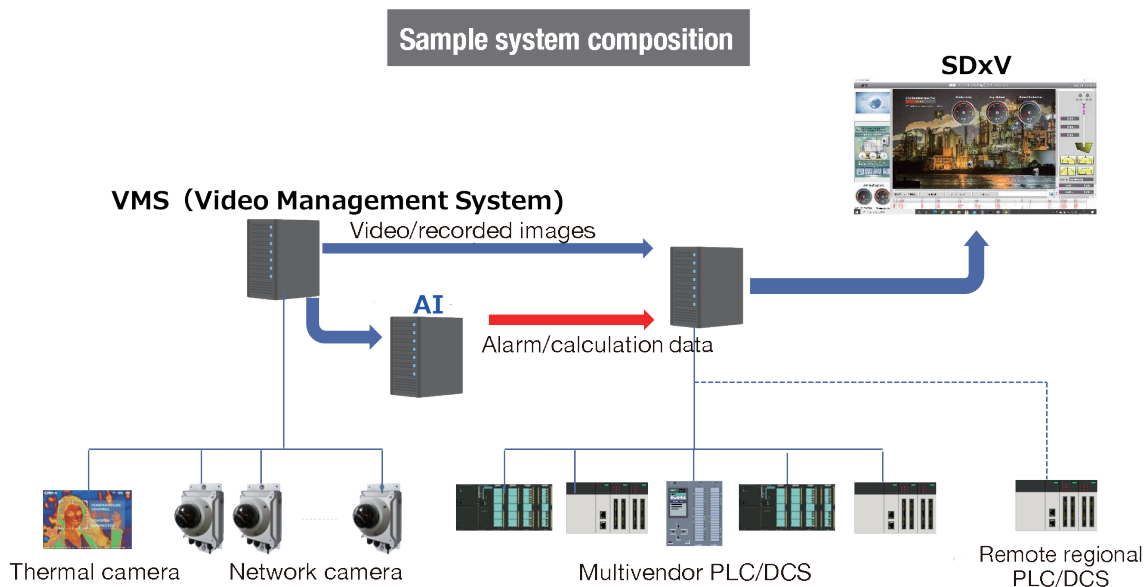 Sample system composition
SDxV
VMS（Video Management System)
Video/recorded images
AI
Alarm/calculation data
Thermal camera
Network camera
Multivendor PLC/DCS
Remote regional
PLC/DCS